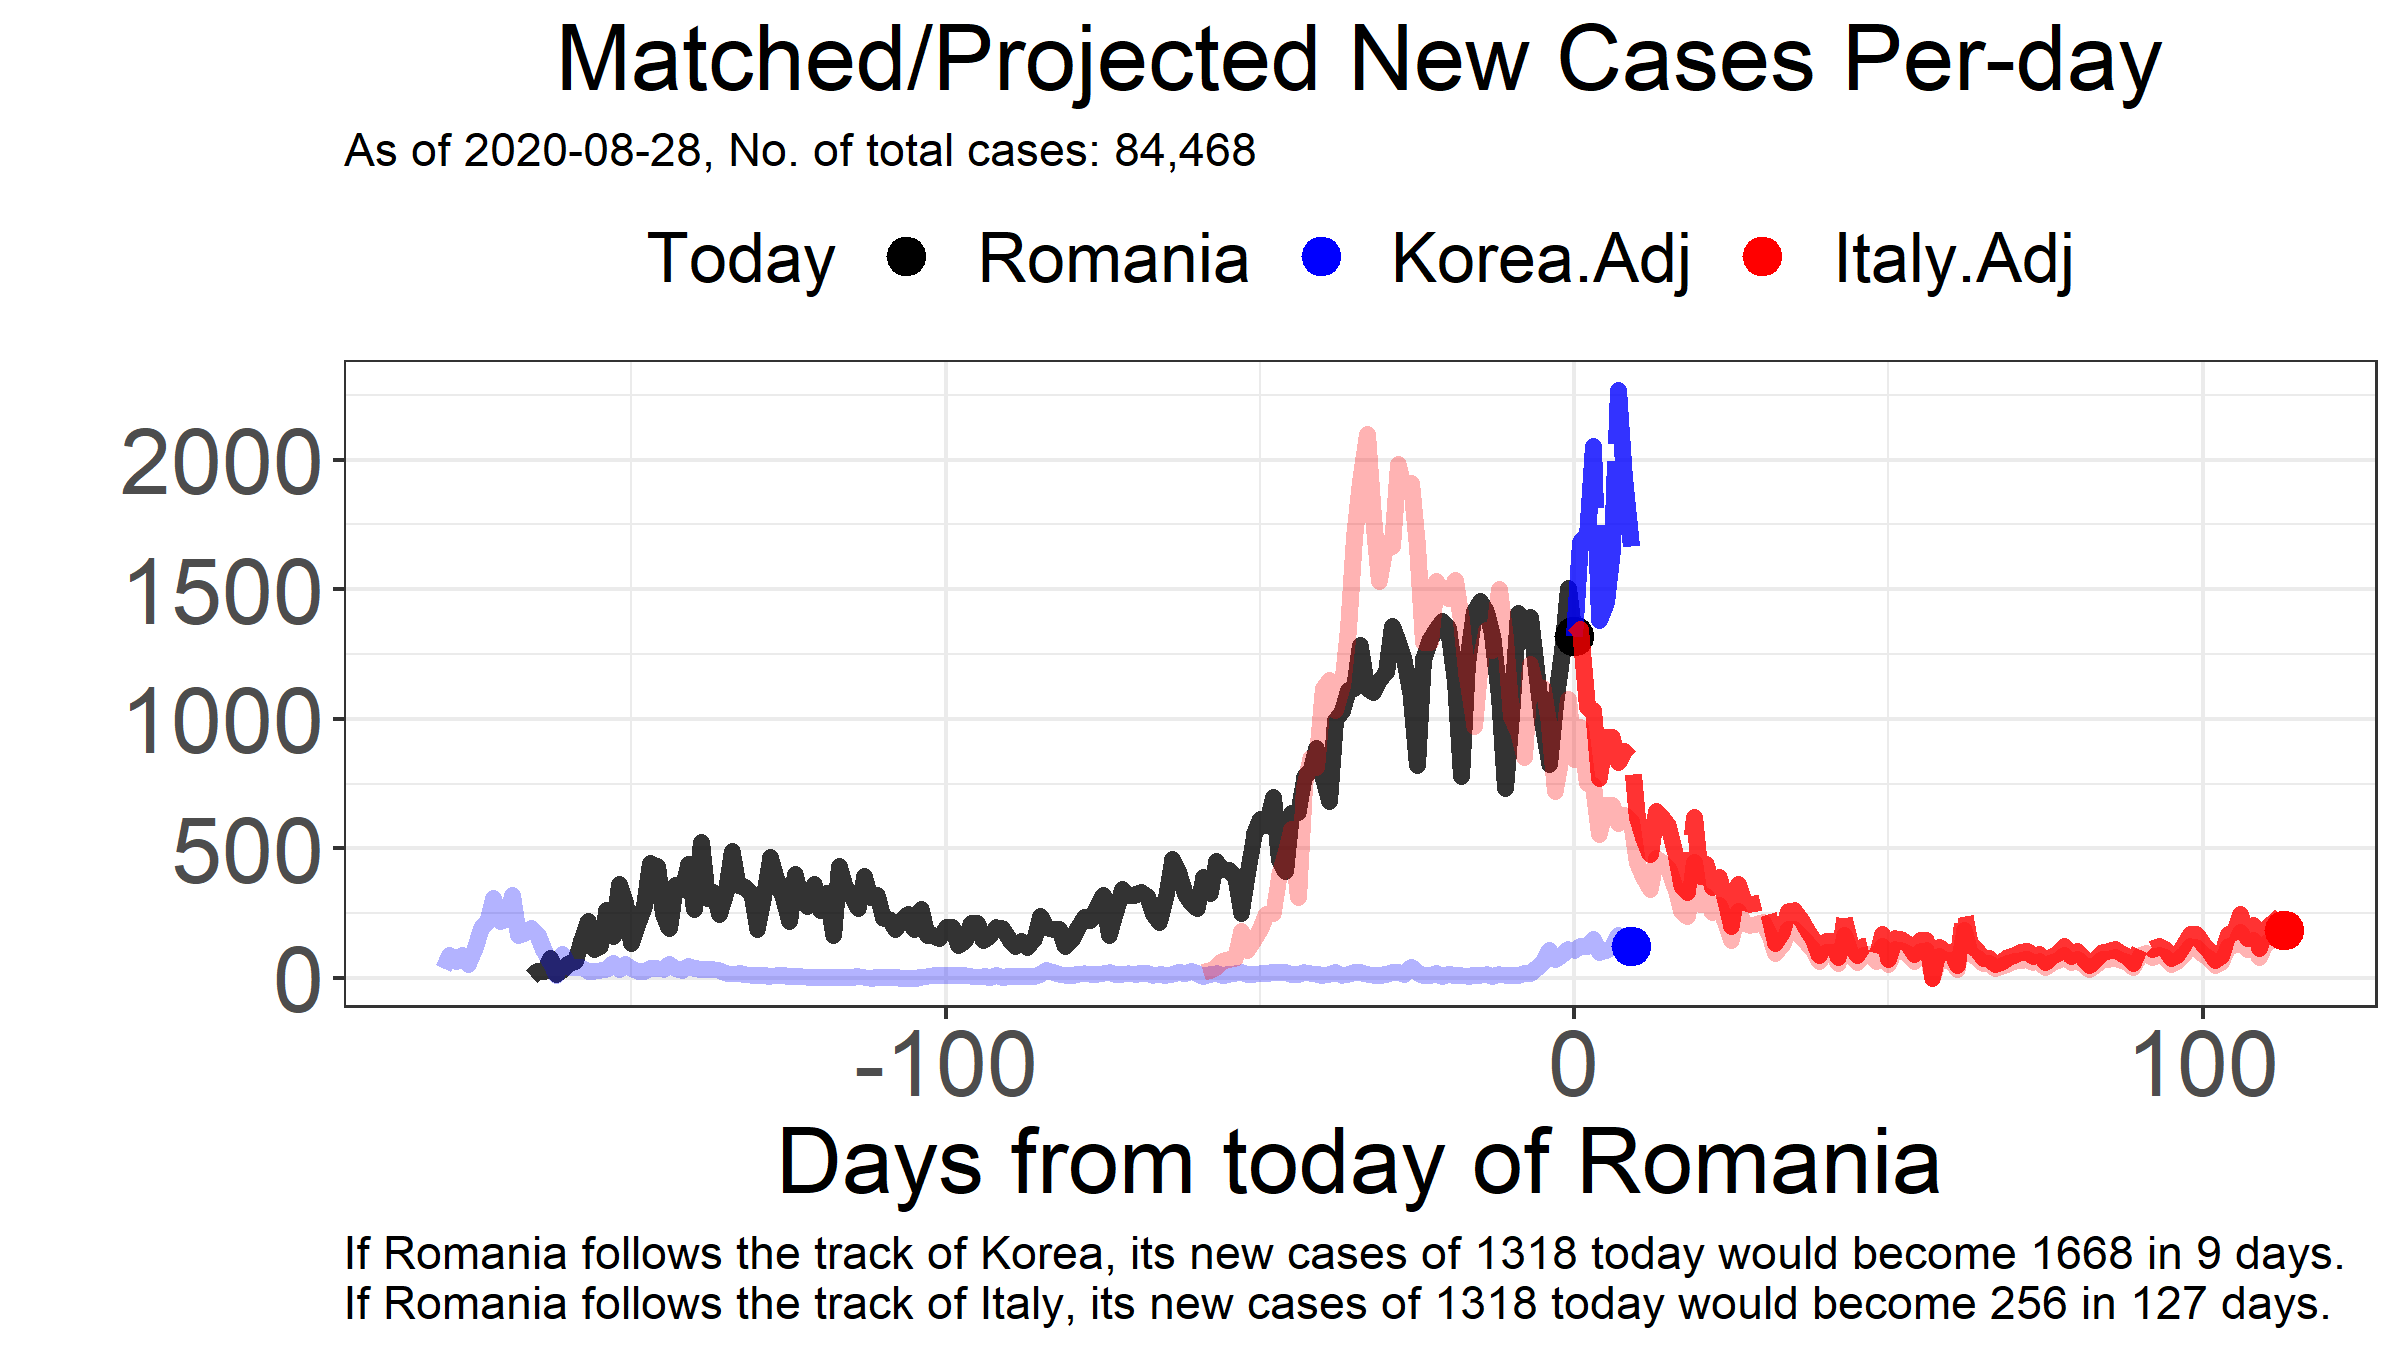 Matched/Projected New Cases Per-day
As of 2020-08-28, No. of total cases: 84,468
Today Romania Korea.Adj Italy.Adj
2000
1500
1000
500
0
-100 0 100
Days from today of Romania
If Romania follows the track of Korea, its new cases of 1318 today would become 1668 in 9 days.
If Romania follows the track of Italy, its new cases of 1318 today would become 256 in 127 days.